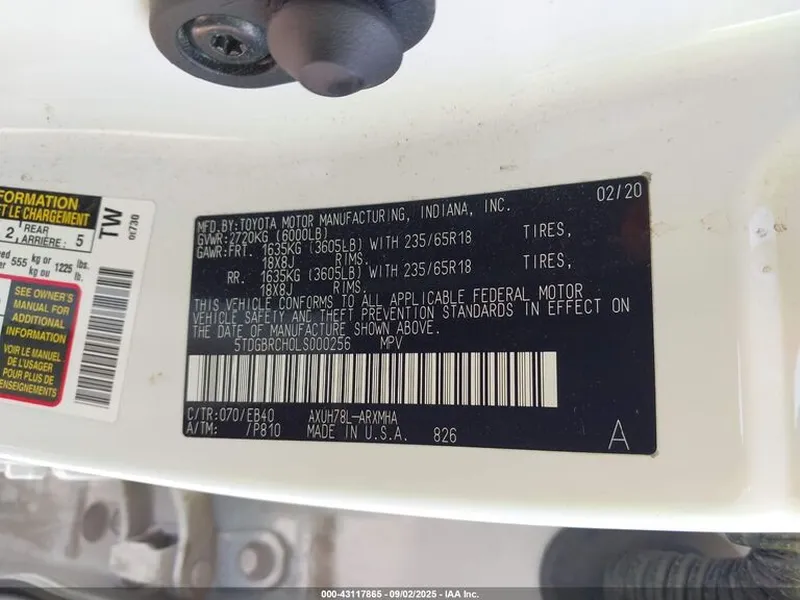 FORMATION
ET LE CHARGEMENT
2 REAR ARRIÈRE : 5
555 kg or kg ou 1225 lbs. lb.
SEE OWNER'S
MANUAL FOR
ADDITIONAL
INFORMATION
VOIR LE MANUEL
DE L'USAGER
POUR PLUS DE
RENSEIGNEMENTS
TW
0t730
02/20
MFD.BY:TOYOTA MOTOR MANUFACTURING, INDIANA, INC.
GVWR:2720KG (6000LB)
GAWR:FRT. 1635KG (3605LB) WITH 235/65R18 TIRES,
18X8J RIMS.
RR. 1635KG (3605LB) WITH 235/65R18 TIRES,
18X8J RIMS.
THIS VEHICLE CONFORMS TO ALL APPLICABLE FEDERAL MOTOR
VEHICLE SAFETY AND THEFT PREVENTION STANDARDS IN EFFECT ON
THE DATE OF MANUFACTURE SHOWN ABOVE.
5TDGBRCH0LS000256 MPV
C/TR:070/EB40 AXUH78L-ARXMHA
A/TM: /P810 MADE IN U.S.A. 826
A
000-43117865 - 09/02/2025 - IAA Inc.